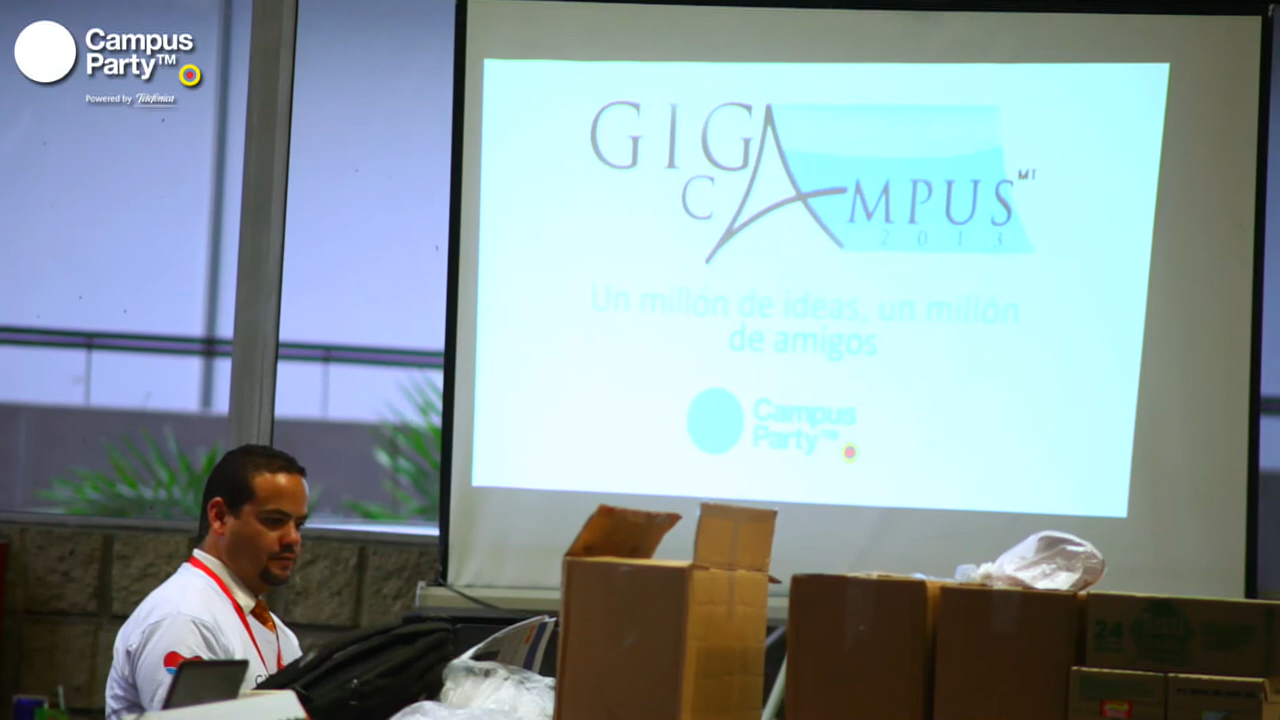 Campus
Party™
Powered by Telefónica
GIGA
CAMPUS MT
2013
Un millón de ideas, un millón
de amigos
Campus
Party™
24